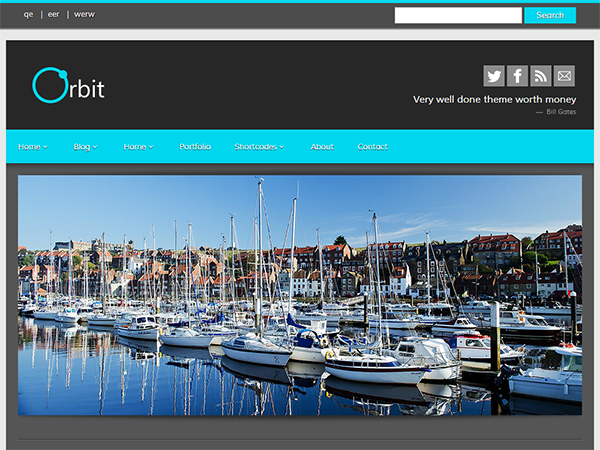 qe | eer | werw
Search
Orbit
Very well done theme worth money
— Bill Gates
Home Blog Home Portfolio Shortcodes About Contact